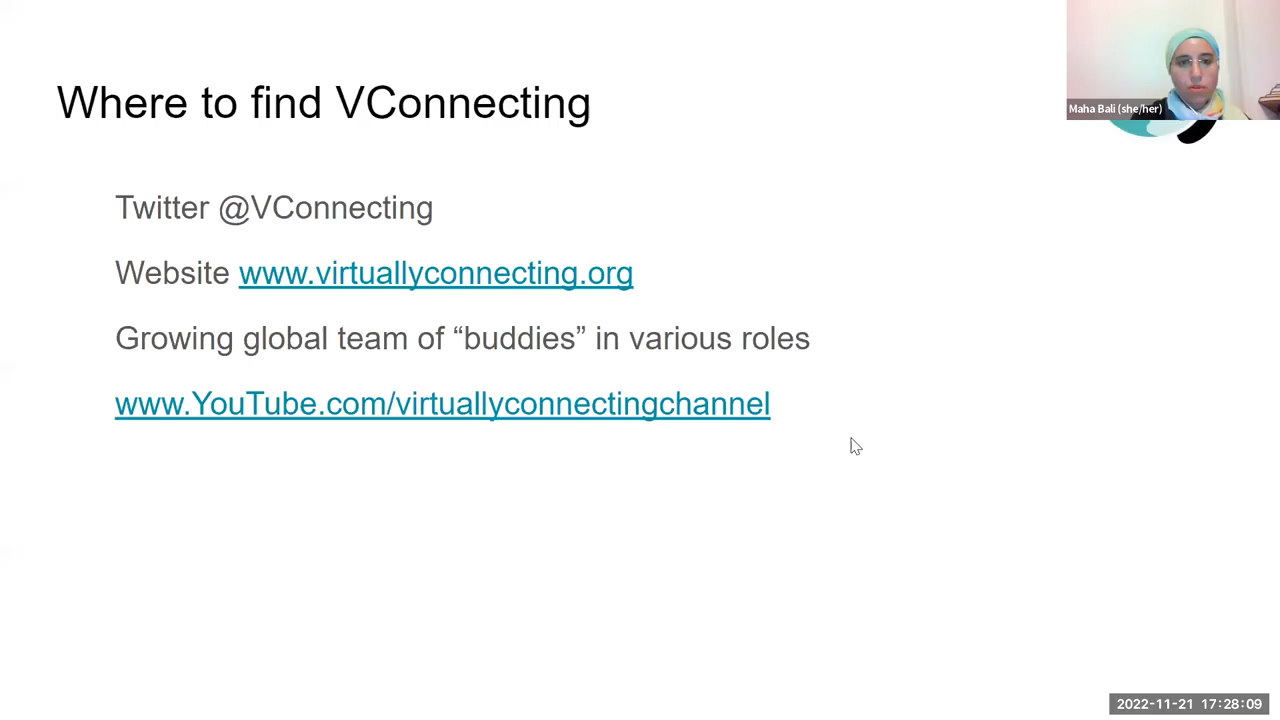 Where to find VConnecting
Maha Bali (she/her)
Twitter @VConnecting
Website www.virtuallyconnecting.org
Growing global team of “buddies” in various roles
www.YouTube.com/virtuallyconnectingchannel
2022-11-21 17:28:09